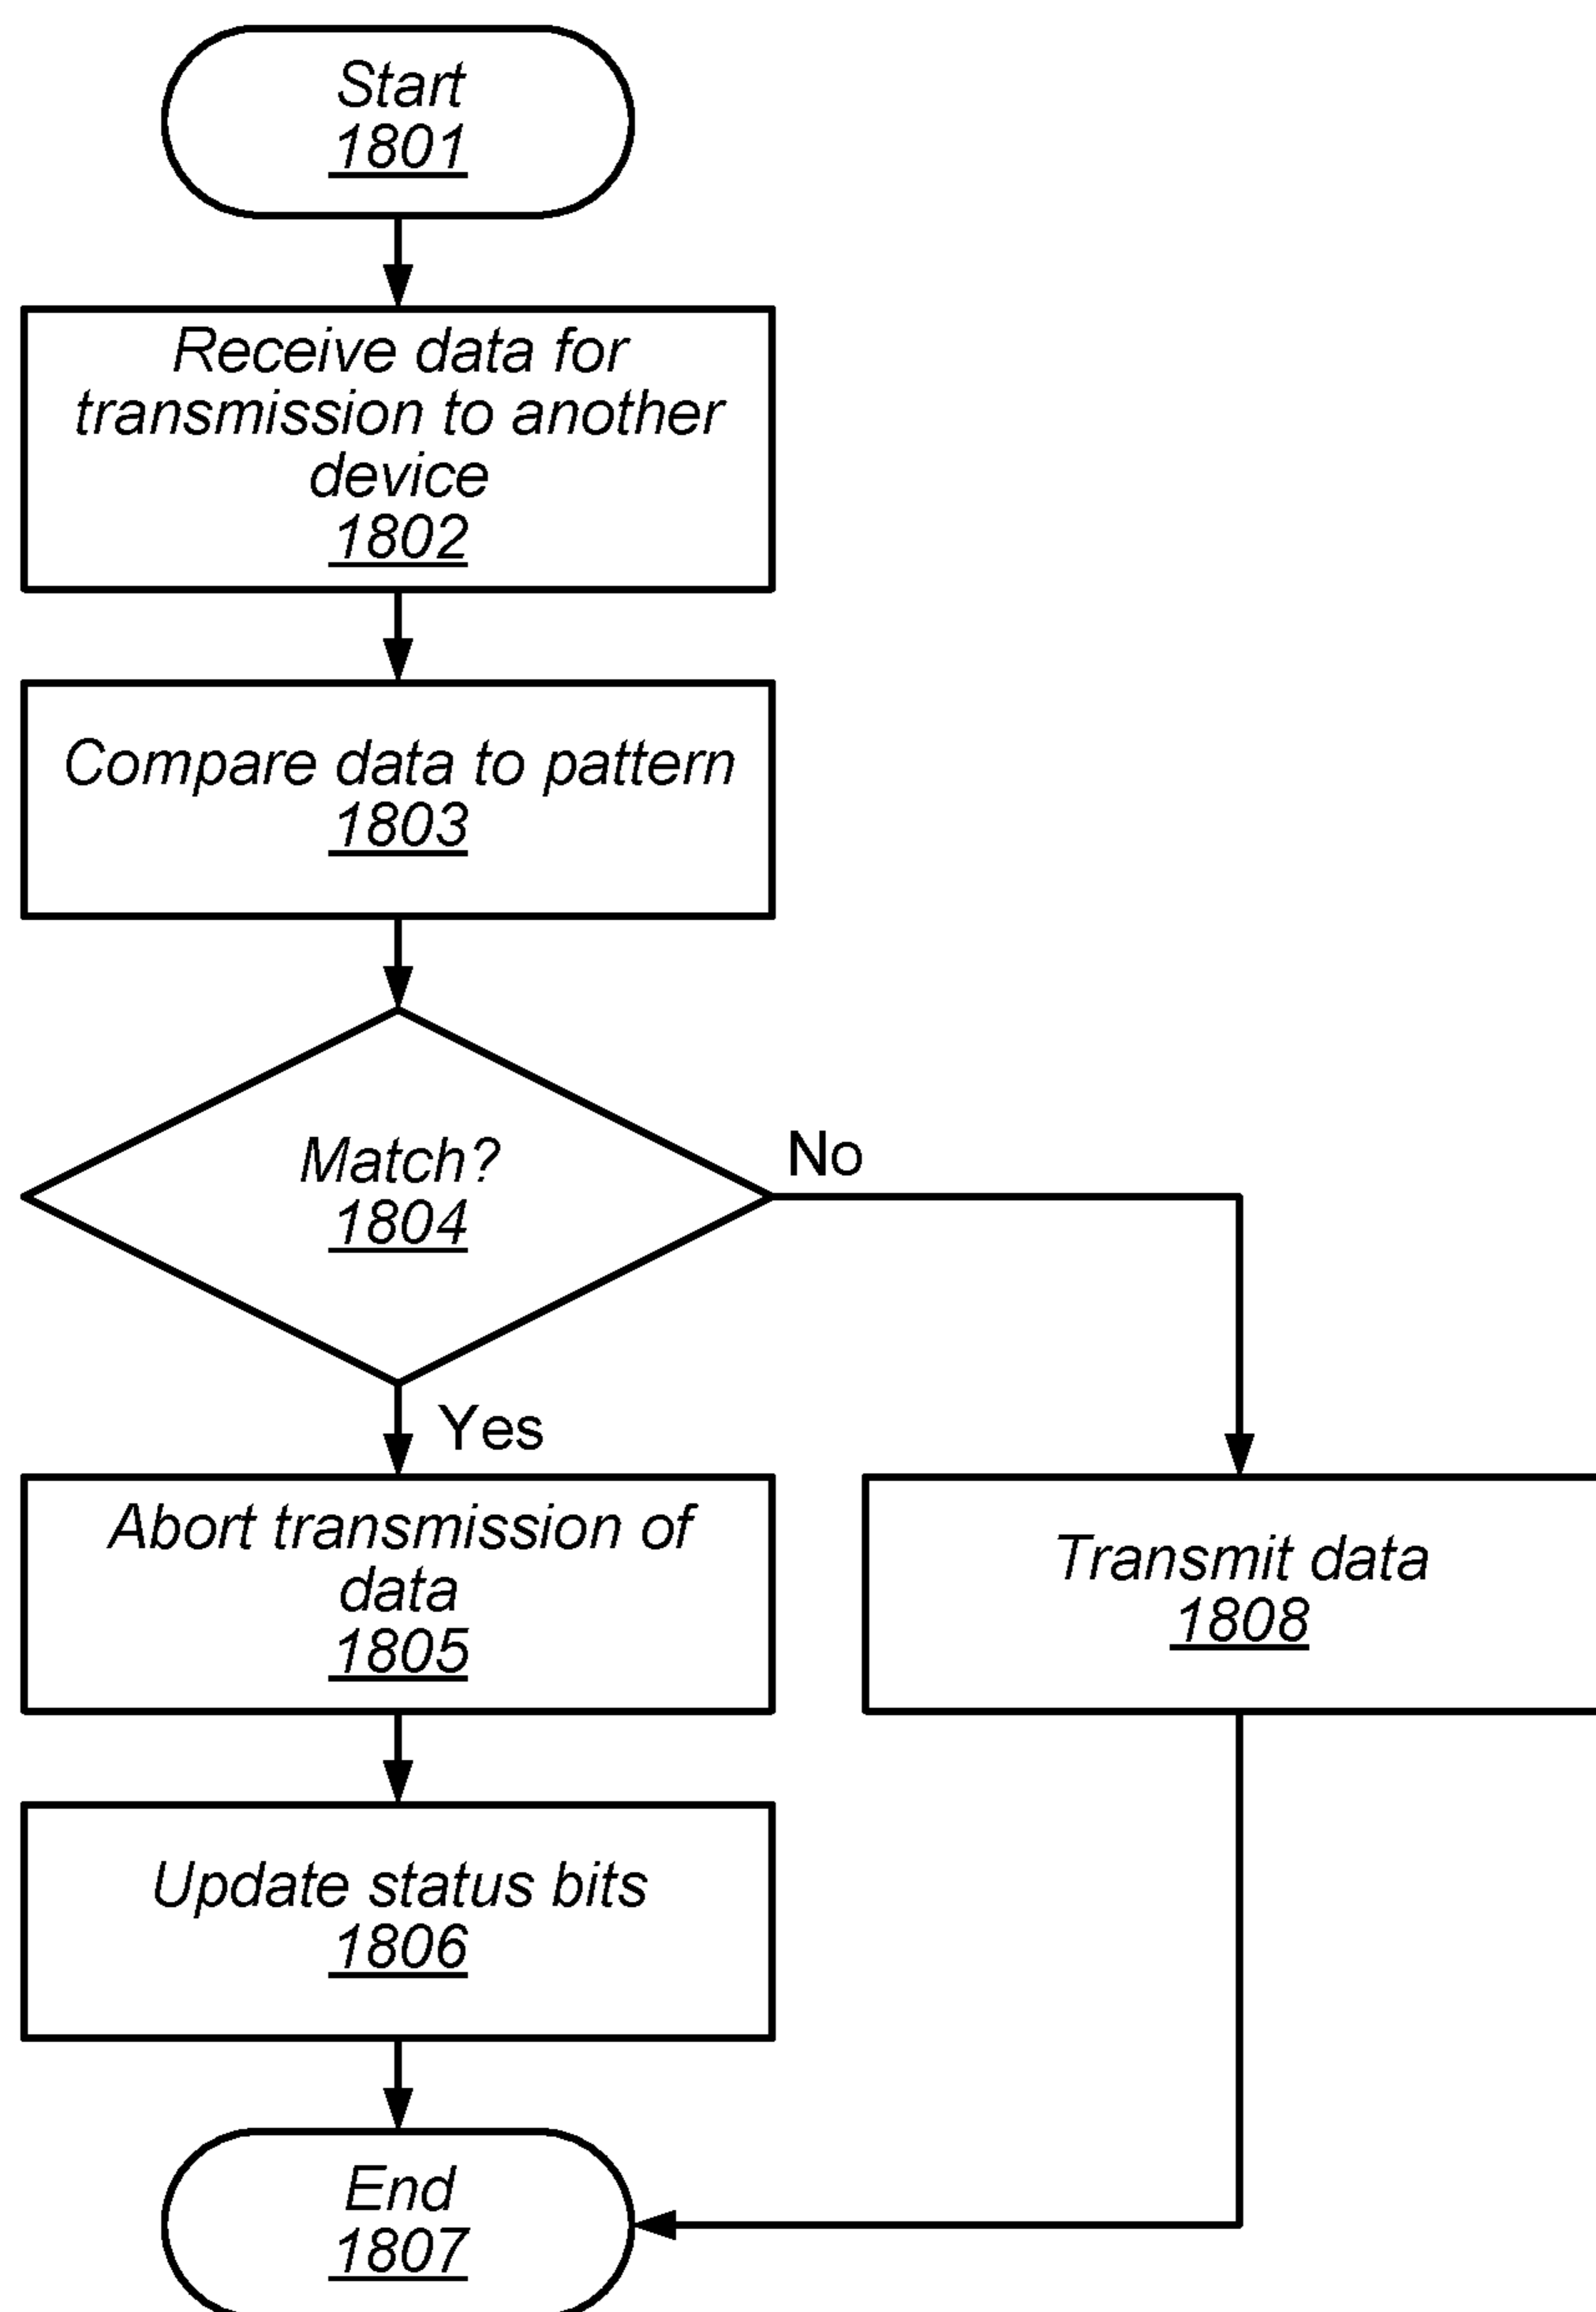 Start
1801
Receive data for
transmission to another
device
1802
Compare data to pattern
1803
Match?
1804
No
Yes
Abort transmission of
data
1805
Transmit data
1808
Update status bits
1806
End
1807